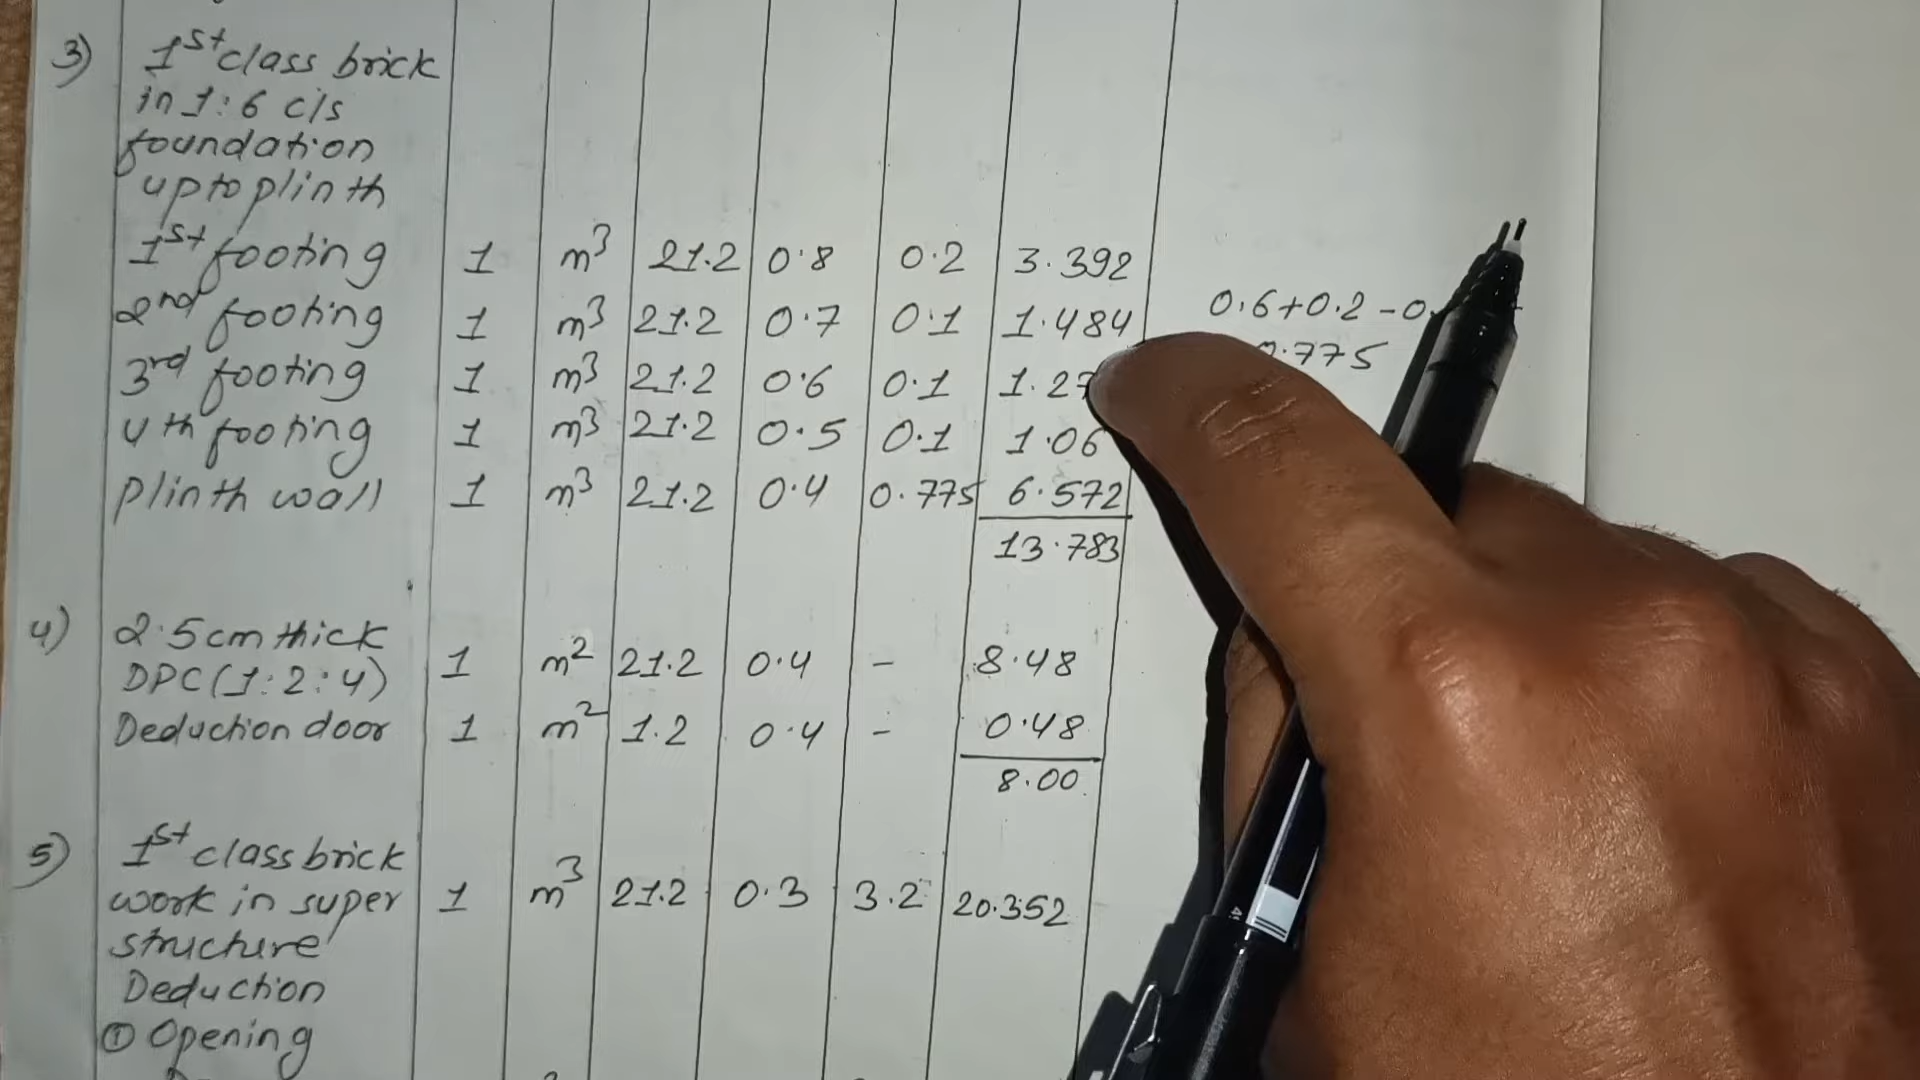 3) 1st class brick
in 1:6 c/s
foundation
upto plinth
1st footing 1 m3 21.2 0.8 0.2 3.392
2nd footing 1 m3 21.2 0.7 0.1 1.484
0.6+0.2-0.
3rd footing 1 m3 21.2 0.6 0.1 1.27
0.775
4th footing 1 m3 21.2 0.5 0.1 1.06
plinth wall 1 m3 21.2 0.4 0.775 6.572
13.783
4) 2.5cm thick
DPC(1:2:4) 1 m2 21.2 0.4 - 8.48
Deduction door 1 m2 1.2 0.4 - 0.48
8.00
5) 1st class brick
work in super 1 m3 21.2 0.3 3.2 20.352
structure
Deduction
① Opening